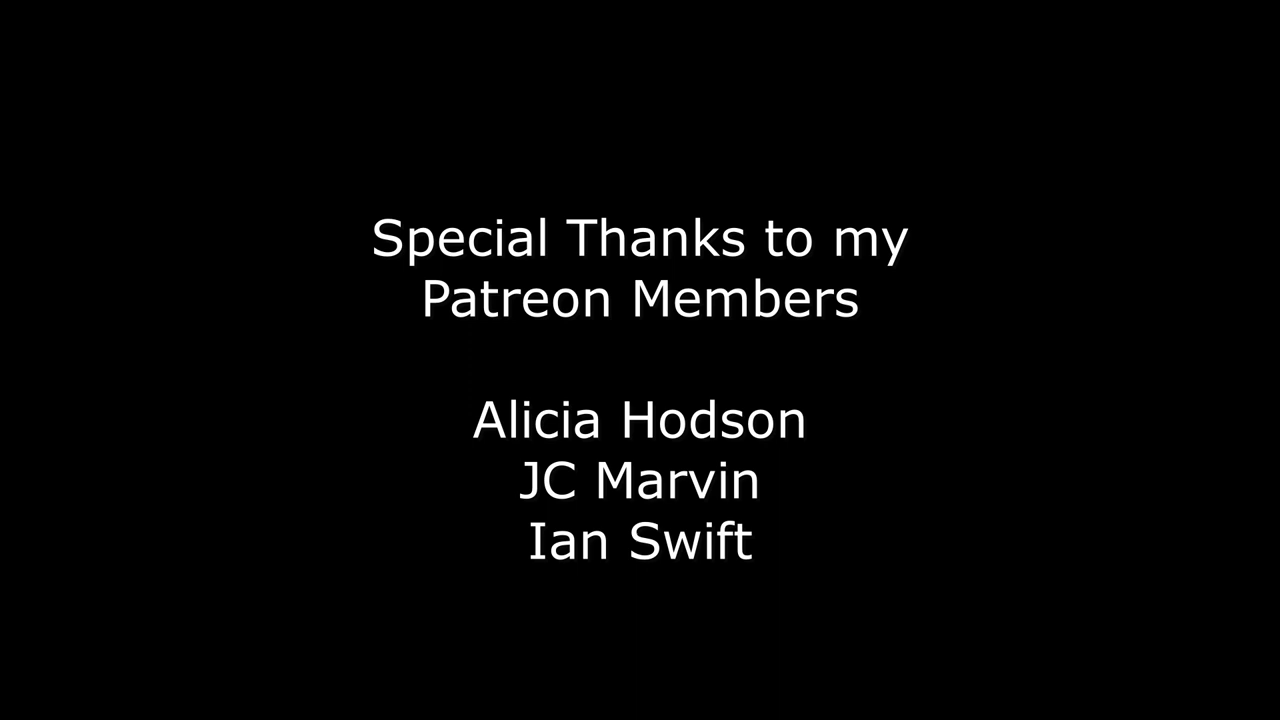 Special Thanks to my
Patreon Members
Alicia Hodson
JC Marvin
Ian Swift